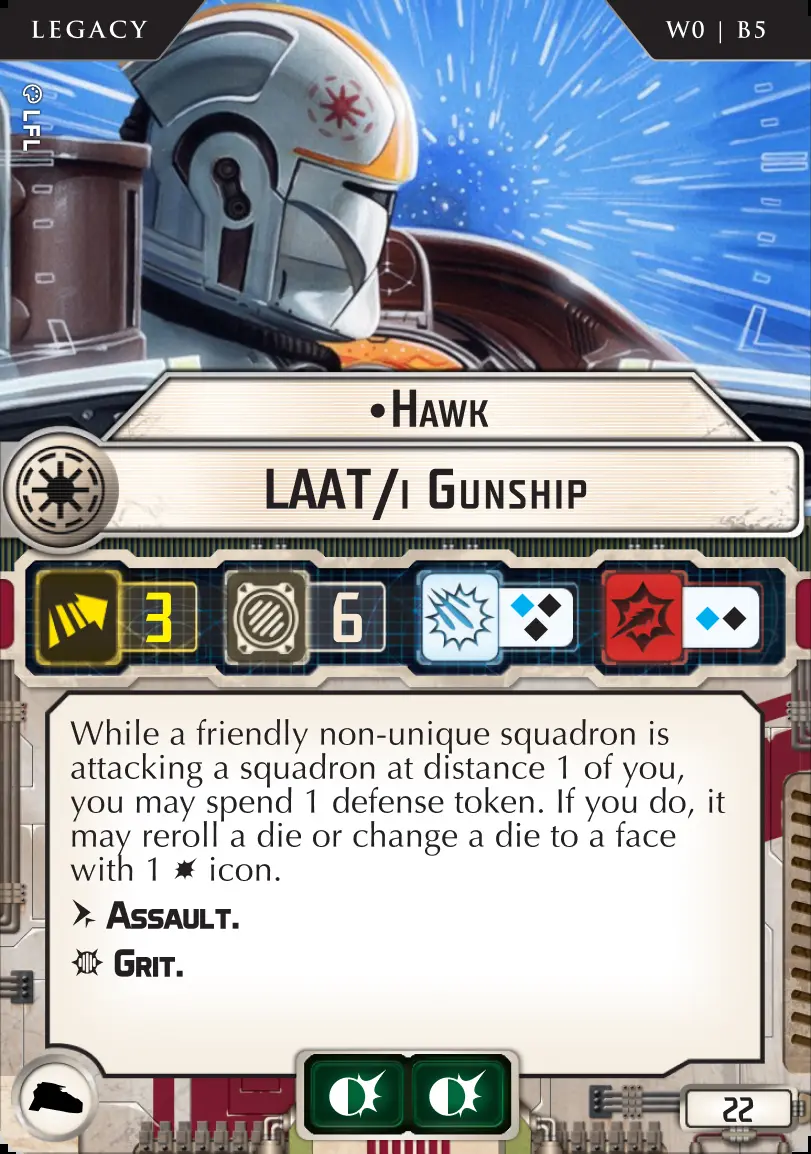 LEGACY
W0 | B5
LFL
•HAWK
LAAT/I GUNSHIP
3
6
While a friendly non-unique squadron is
attacking a squadron at distance 1 of you,
you may spend 1 defense token. If you do, it
may reroll a die or change a die to a face
with 1 icon.
ASSAULT.
GRIT.
22